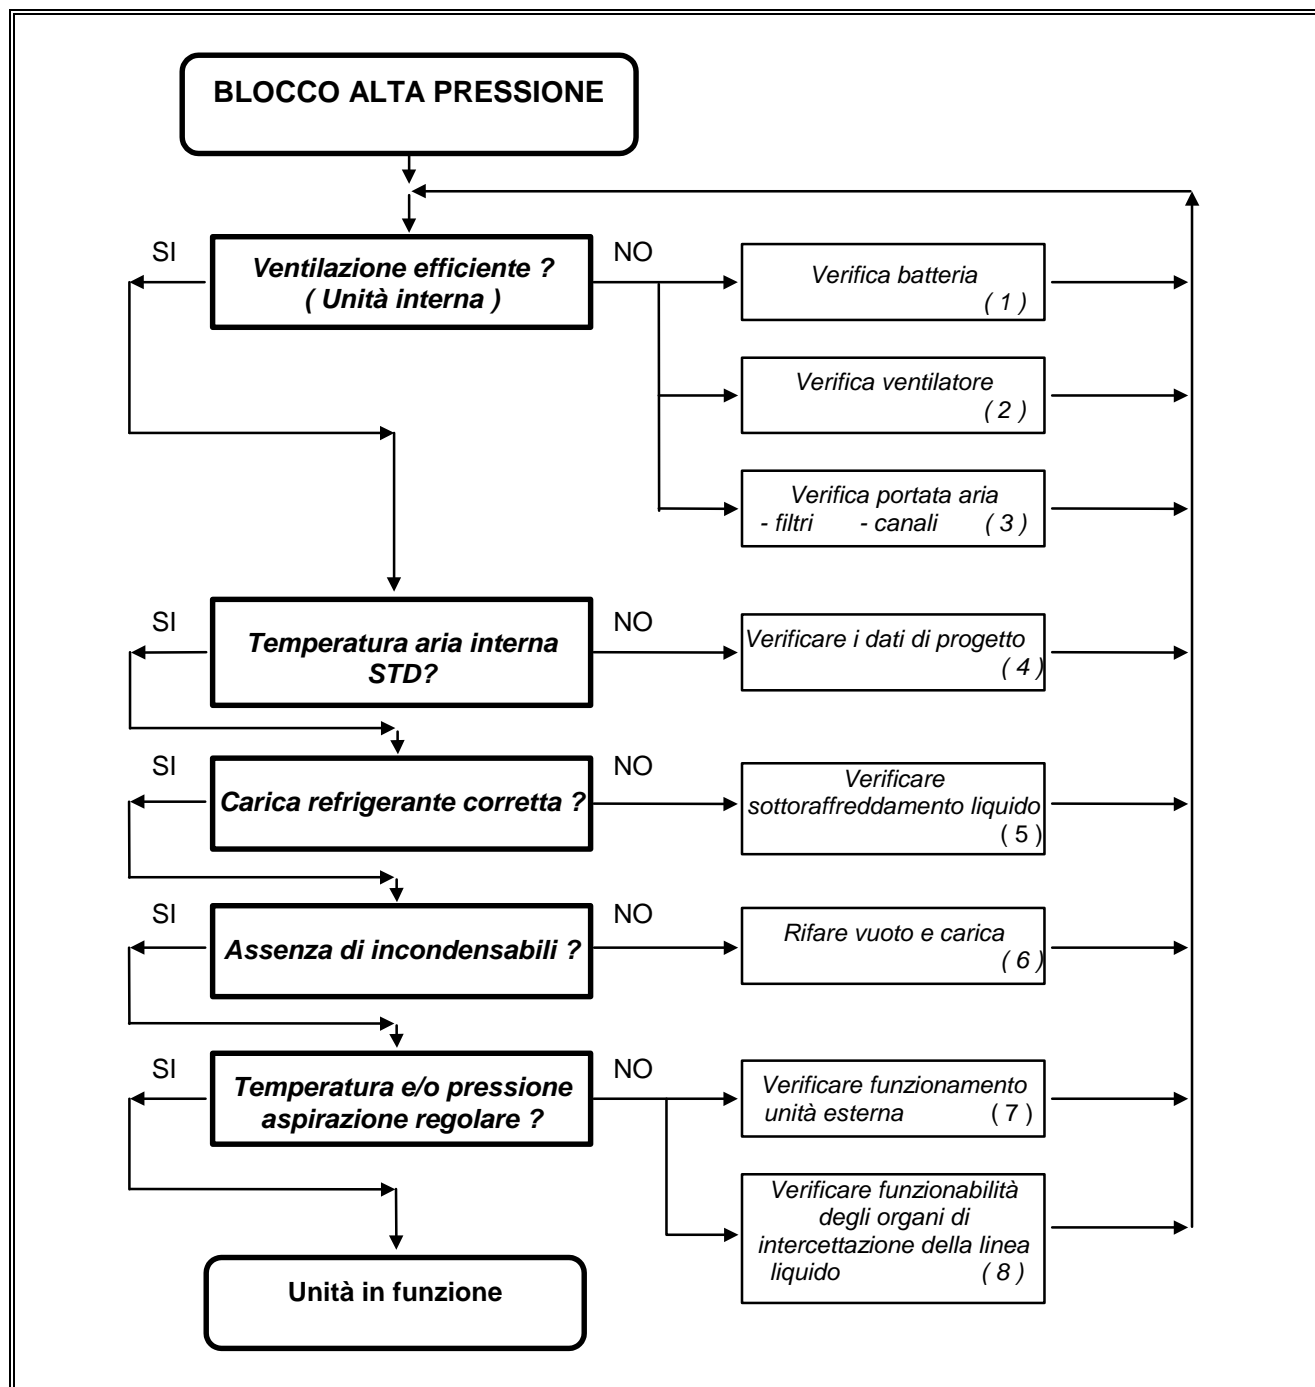 BLOCCO ALTA PRESSIONE
SI
Ventilazione efficiente ?
( Unità interna )
NO
Verifica batteria
( 1 )
Verifica ventilatore
( 2 )
Verifica portata aria
- filtri - canali ( 3 )
SI
Temperatura aria interna
STD?
NO
Verificare i dati di progetto
( 4 )
SI
Carica refrigerante corretta ?
NO
Verificare
sottoraffreddamento liquido
( 5 )
SI
Assenza di incondensabili ?
NO
Rifare vuoto e carica
( 6 )
SI
Temperatura e/o pressione
aspirazione regolare ?
NO
Verificare funzionamento
unità esterna ( 7 )
Verificare funzionabilità
degli organi di
intercettazione della linea
liquido ( 8 )
Unità in funzione